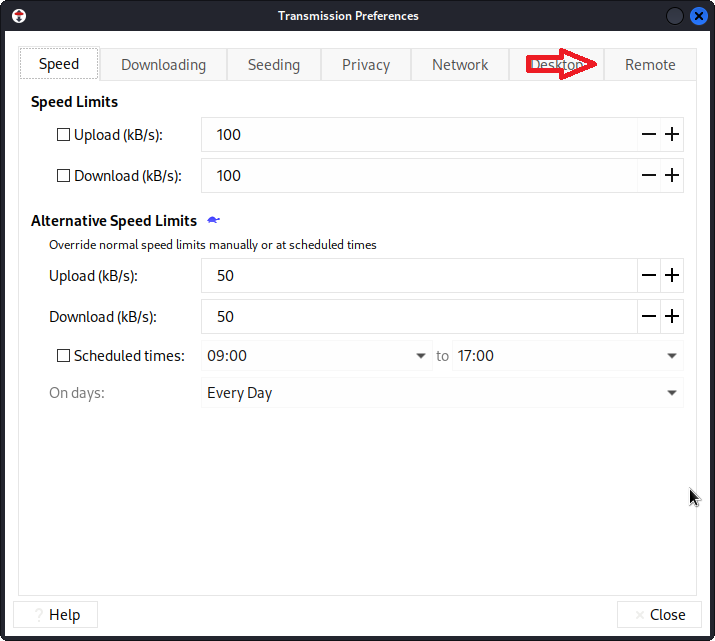 Transmission Preferences
Speed Downloading Seeding Privacy Network Desktop Remote
Speed Limits
Upload (kB/s): 100
Download (kB/s): 100
Alternative Speed Limits
Override normal speed limits manually or at scheduled times
Upload (kB/s): 50
Download (kB/s): 50
Scheduled times: 09:00 to 17:00
On days: Every Day
? Help × Close